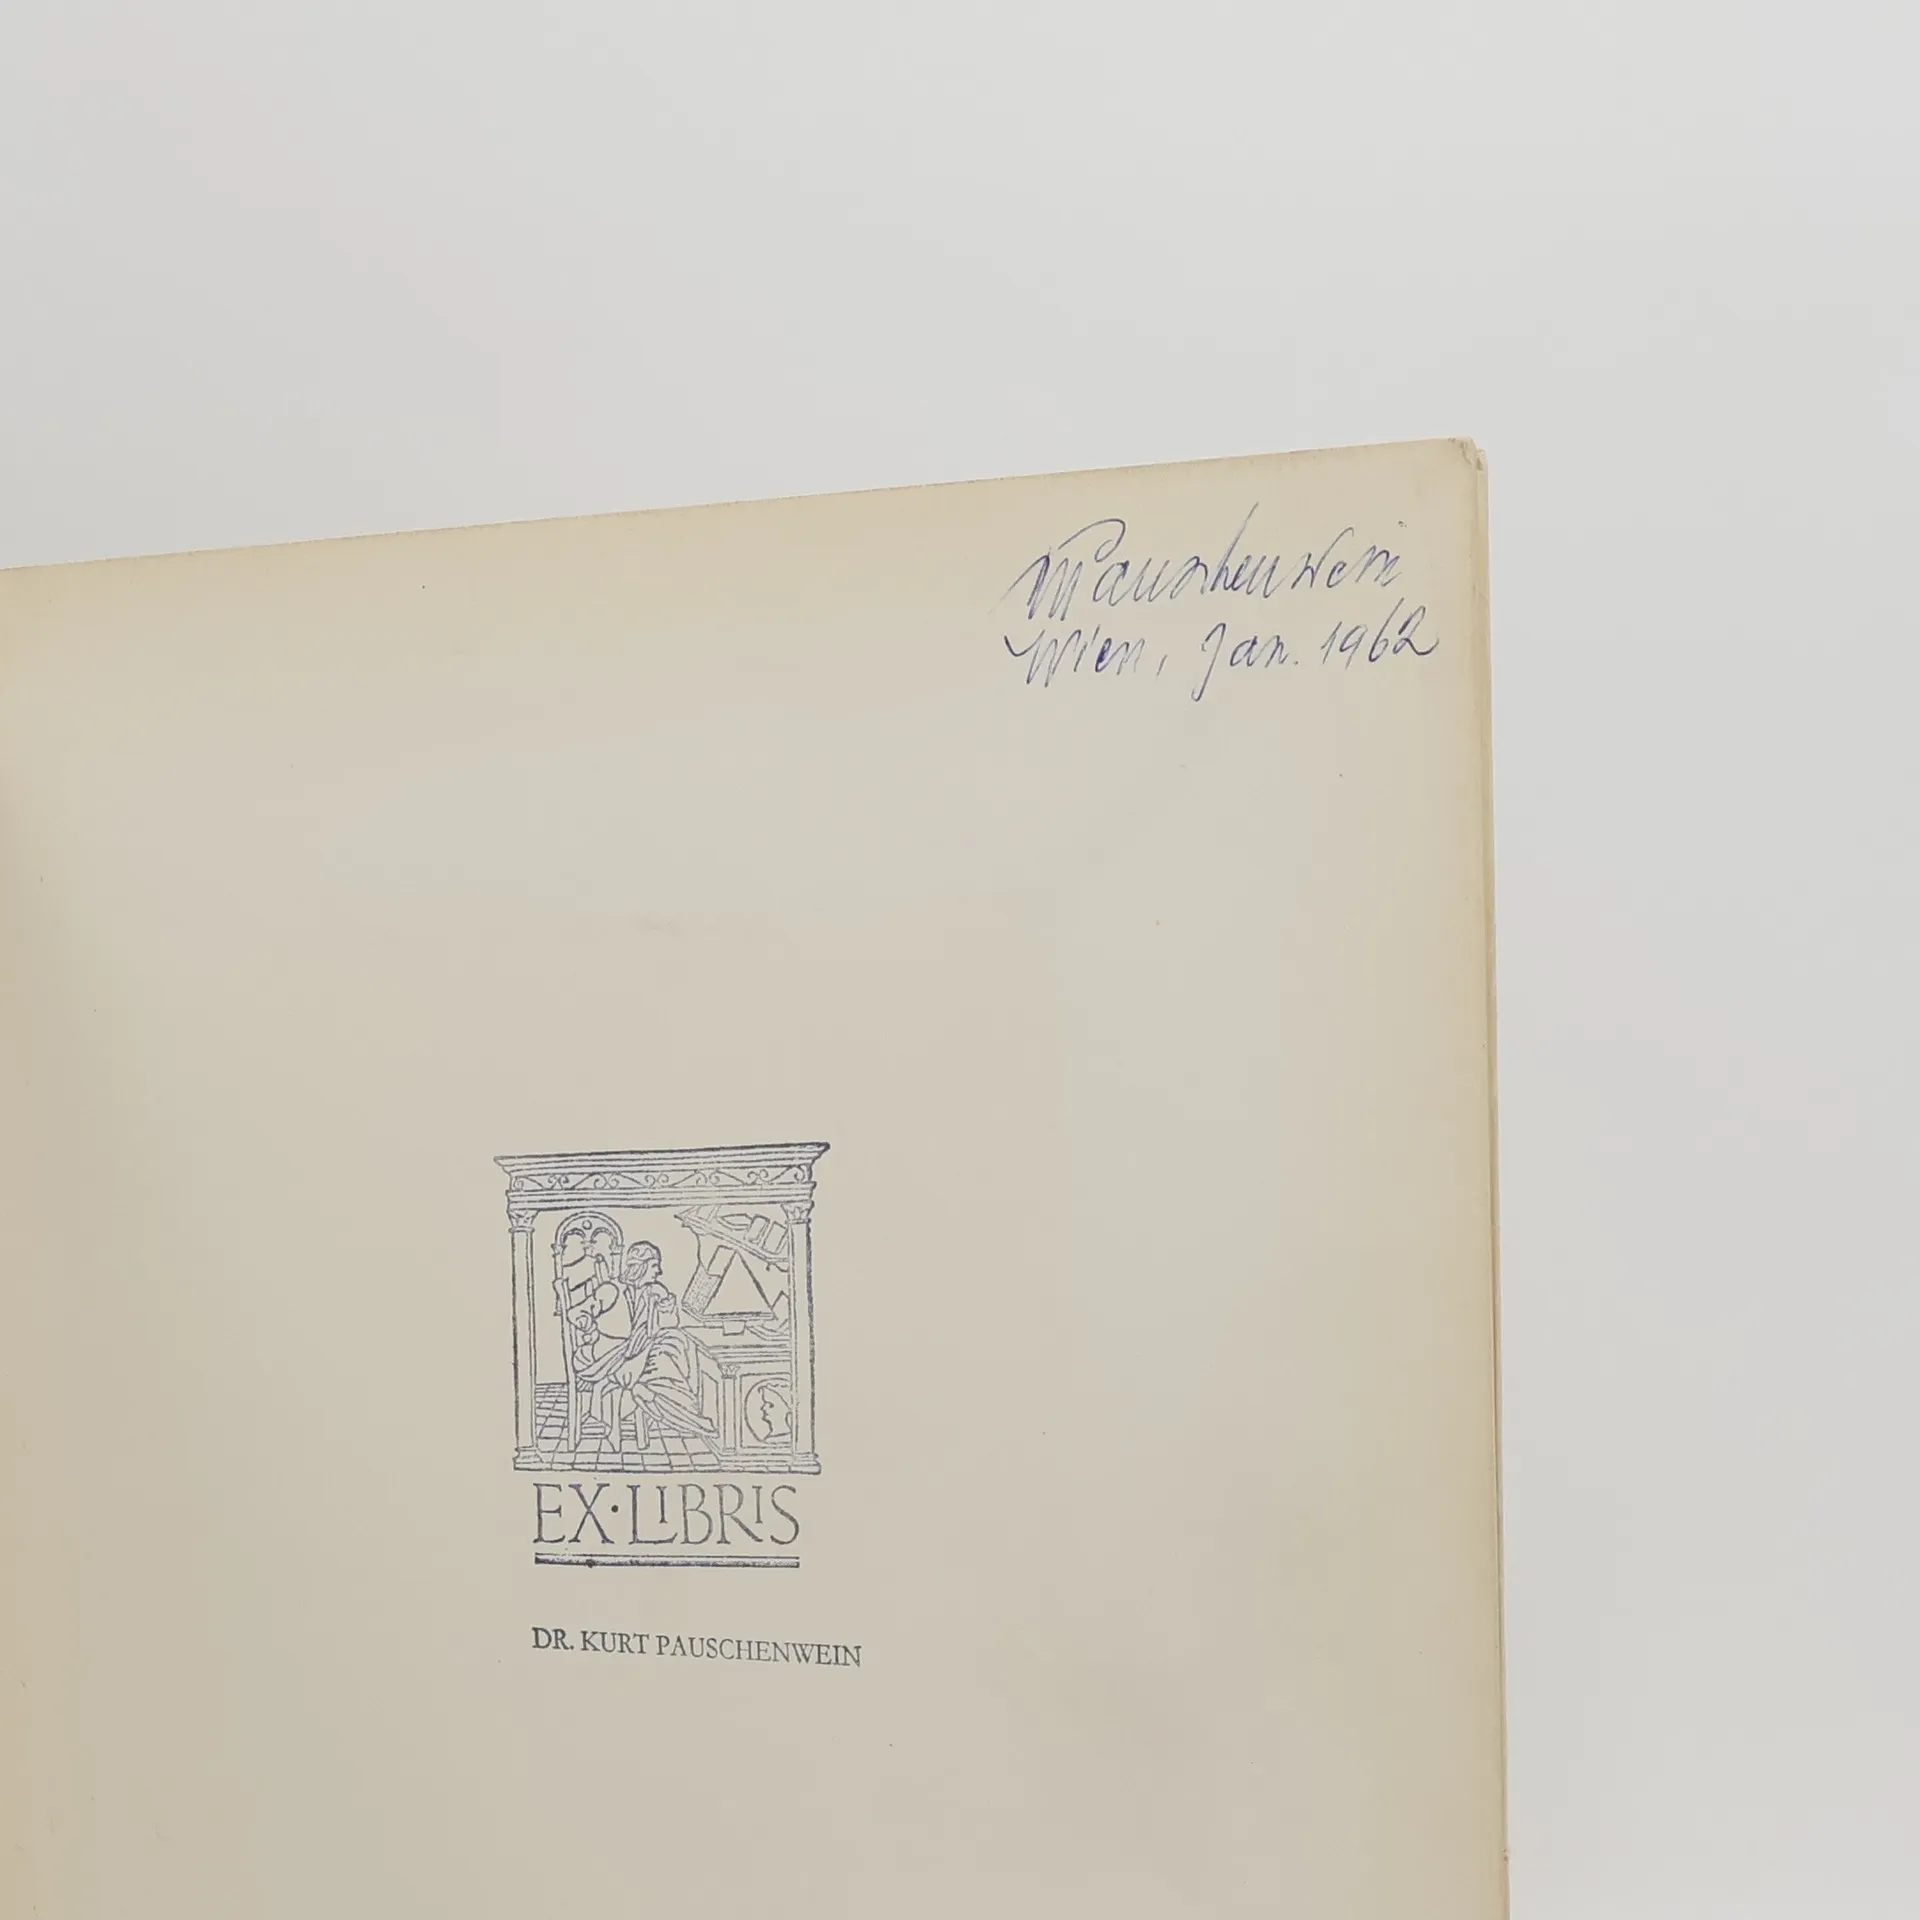 Pauschenwein
Wien, Jan. 1962
EX·LIBRIS
DR. KURT PAUSCHENWEIN